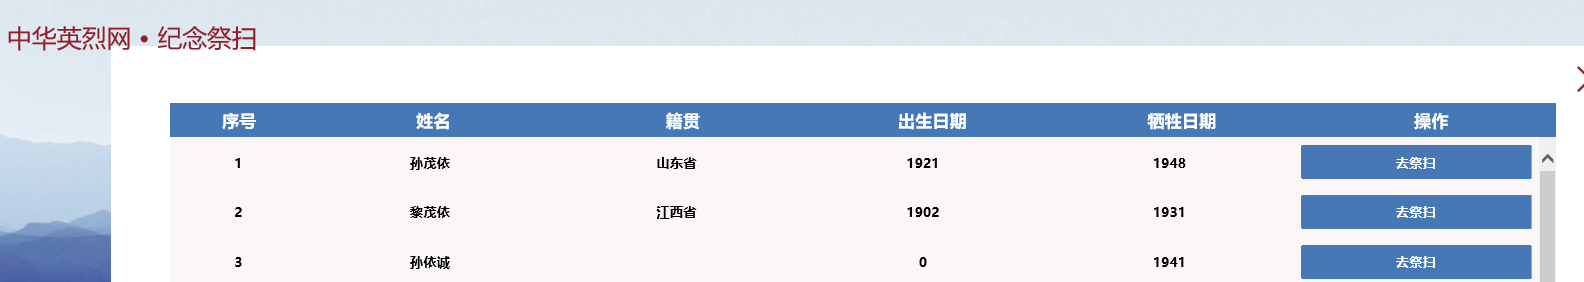 中华英烈网·纪念祭扫
序号 姓名 籍贯 出生日期 牺牲日期 操作
1 孙茂依 山东省 1921 1948 去祭扫
2 黎茂依 江西省 1902 1931 去祭扫
3 孙依诚 0 1941 去祭扫